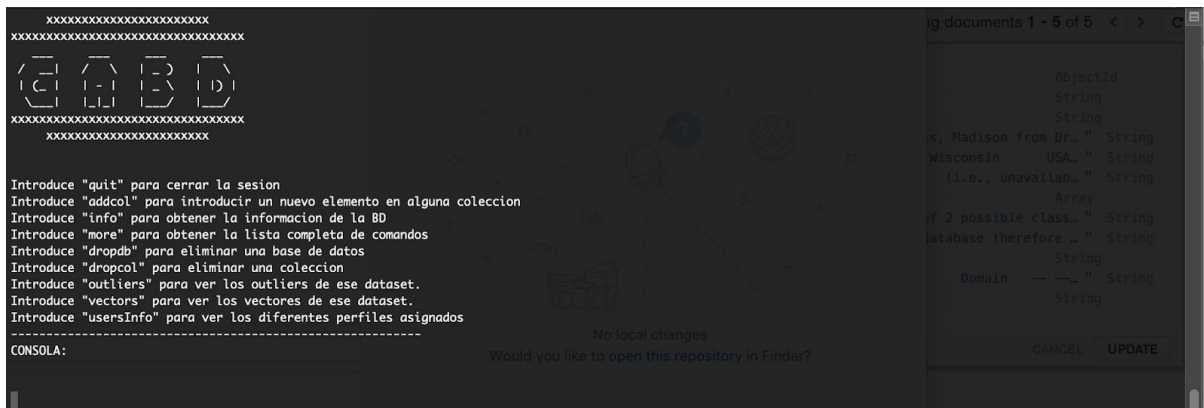 xxxxxxxxxxxxxxxxxxxxxxx
xxxxxxxxxxxxxxxxxxxxxxxxxxxxxxxxx
GABD
xxxxxxxxxxxxxxxxxxxxxxxxxxxxxxxxx
xxxxxxxxxxxxxxxxxxxxxxx
Introduce "quit" para cerrar la sesion
Introduce "addcol" para introducir un nuevo elemento en alguna coleccion
Introduce "info" para obtener la informacion de la BD
Introduce "more" para obtener la lista completa de comandos
Introduce "dropdb" para eliminar una base de datos
Introduce "dropcol" para eliminar una coleccion
Introduce "outliers" para ver los outliers de ese dataset.
Introduce "vectors" para ver los vectores de ese dataset.
Introduce "usersInfo" para ver los diferentes perfiles asignados
----------------------------------------------------------
CONSOLA:
No local changes
Would you like to open this repository in Finder?
documents 1 - 5 of 5 < >
ObjectId
String
String
s, Madison from Dr… " String
Wisconsin USA… " String
(i.e., unavailab… " String
Array
of 2 possible class… " String
database therefore … " String
String
Domain -- --… " String
String
CANCEL UPDATE